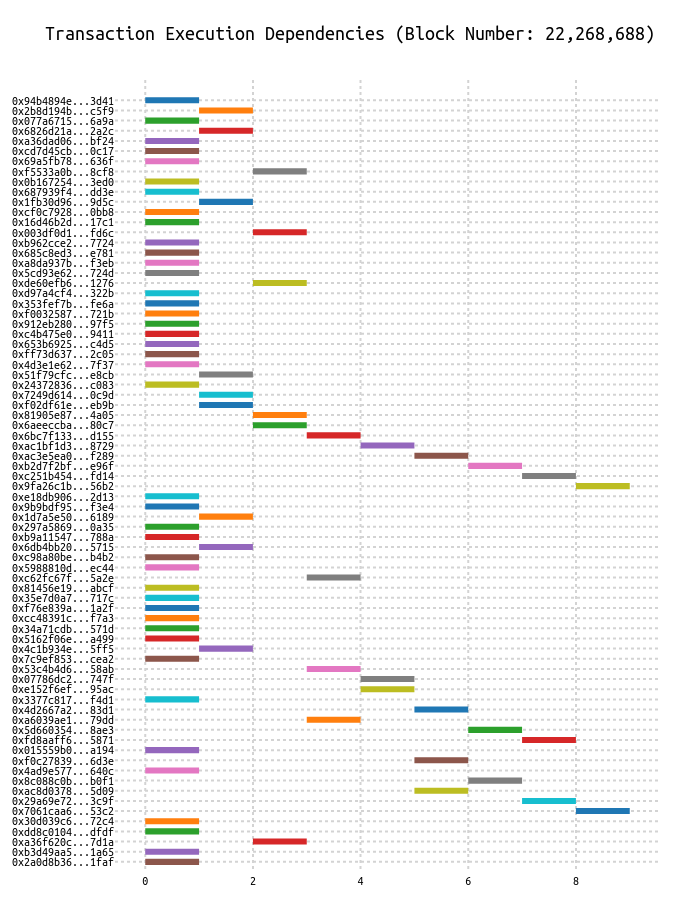 Transaction Execution Dependencies (Block Number: 22,268,688)
0x94b4894e...3d41
0x2b8d194b...c5f9
0x077a6715...6a9a
0x6826d21a...2a2c
0xa36dad06...bf24
0xcd7d45cb...0c17
0x69a5fb78...636f
0xf5533a0b...8cf8
0x0b167254...3ed0
0x687939f4...dd3e
0x1fb30d96...9d5c
0xcf0c7928...0bb8
0x16d46b2d...17c1
0x003df0d1...fd6c
0xb962cce2...7724
0x685c8ed3...e781
0xa8da937b...f3eb
0x5cd93e62...724d
0xde60efb6...1276
0xd97a4cf4...322b
0x353fef7b...fe6a
0xf0032587...721b
0x912eb280...97f5
0xc4b475e0...9411
0x653b6925...c4d5
0xff73d637...2c05
0x4d3e1e62...7f37
0x51f79cfc...e8cb
0x24372836...c083
0x7249d614...0c9d
0xf02df61e...eb9b
0x81905e87...4a05
0x6aeeccba...80c7
0x6bc7f133...d155
0xac1bf1d3...8729
0xac3e5ea0...f289
0xb2d7f2bf...e96f
0xc251b454...fd14
0x9fa26c1b...56b2
0xe18db906...2d13
0x9b9bdf95...f3e4
0x1d7a5e50...6189
0x297a5869...0a35
0xb9a11547...788a
0x6db4bb20...5715
0xc98a80be...b4b2
0x5988810d...ec44
0xc62fc67f...5a2e
0x81456e19...abcf
0x35e7d0a7...717c
0xf76e839a...1a2f
0xcc48391c...f7a3
0x34a71cdb...571d
0x5162f06e...a499
0x4c1b934e...5ff5
0x7c9ef853...cea2
0x53c4b4d6...58ab
0x07786dc2...747f
0xe152f6ef...95ac
0x3377c817...f4d1
0x4d2667a2...83d1
0xa6039ae1...79dd
0x5d660354...8ae3
0xfd8aaff6...5871
0x015559b0...a194
0xf0c27839...6d3e
0x4ad9e577...640c
0x8c088c0b...b0f1
0xac8d0378...5d09
0x29a69e72...3c9f
0x7061caa6...53c2
0x30d039c6...72c4
0xdd8c0104...dfdf
0xa36f620c...7d1a
0xb3d49aa5...1a65
0x2a0d8b36...1faf
0 2 4 6 8